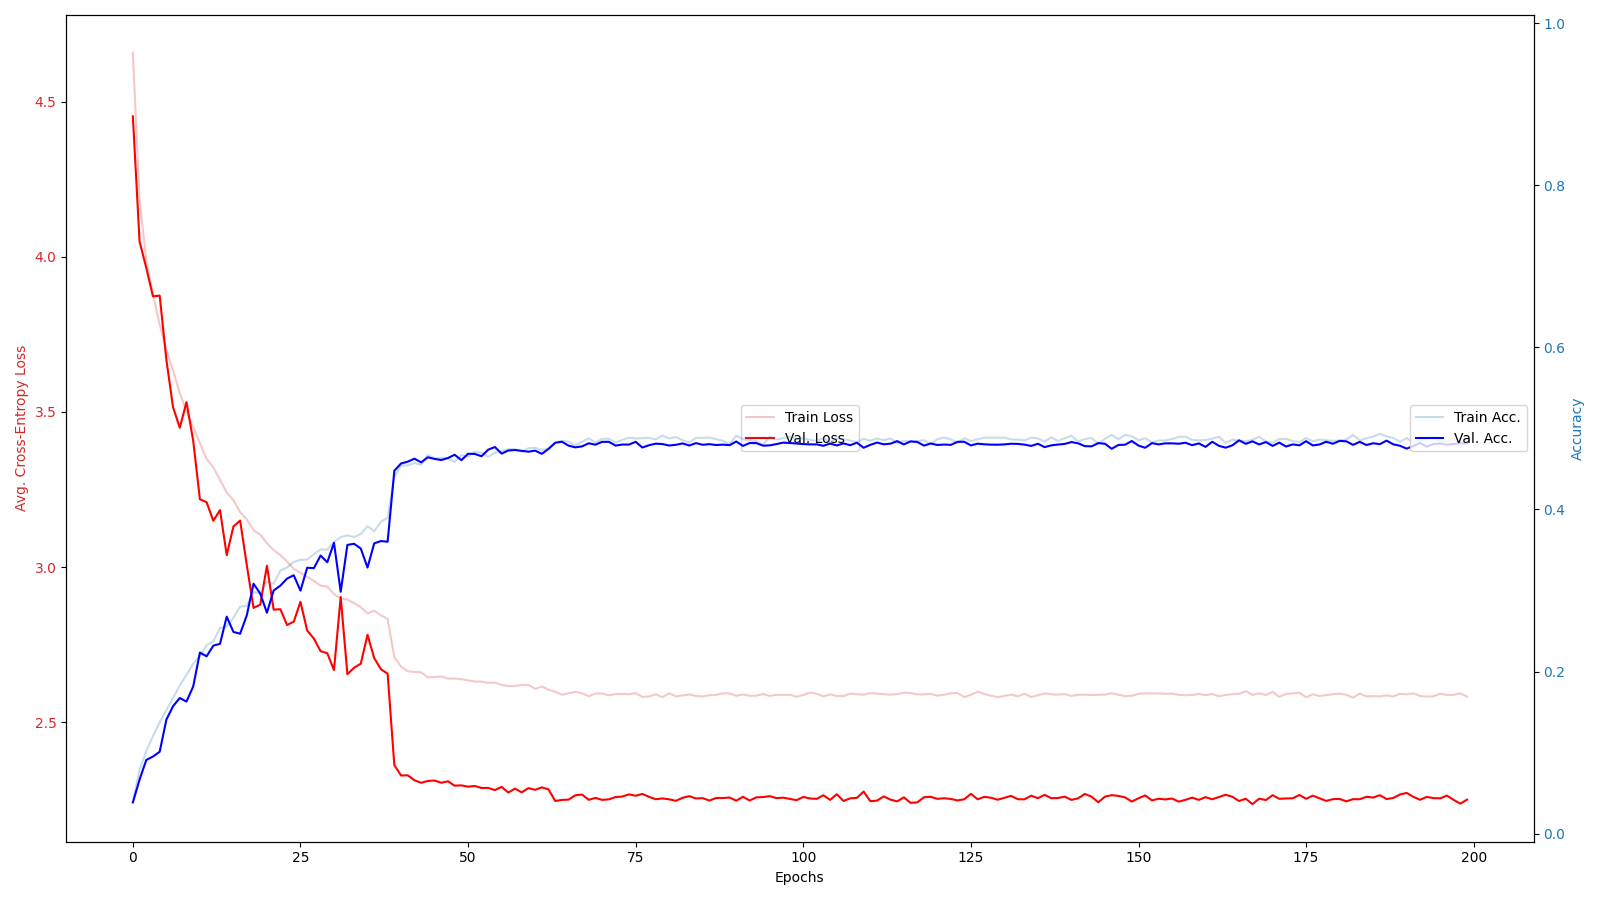 1.0
4.5
0.8
4.0
0.6
3.5
Train Loss
Val. Loss
Train Acc.
Val. Acc.
Avg. Cross-Entropy Loss
Accuracy
0.4
3.0
0.2
2.5
0.0
0 25 50 75 100 125 150 175 200
Epochs